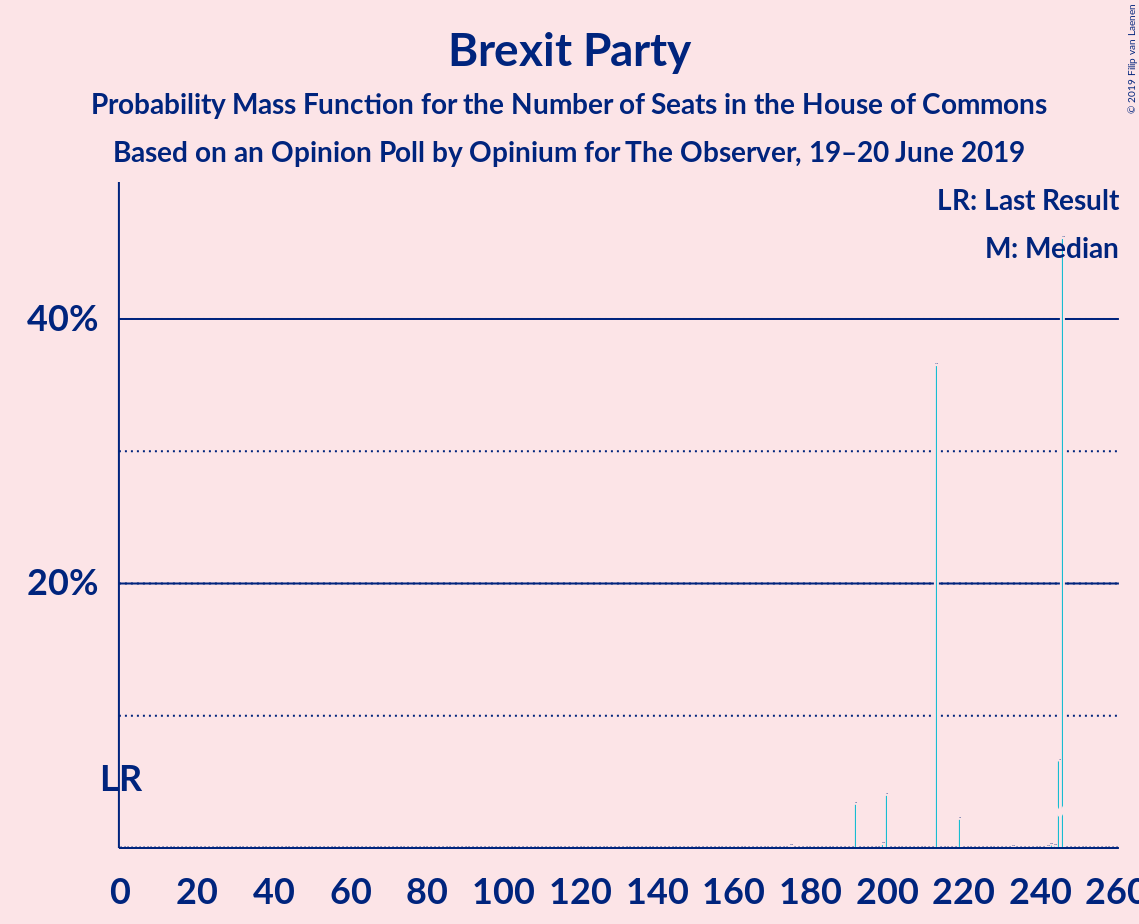 Brexit Party
Probability Mass Function for the Number of Seats in the House of Commons
Based on an Opinion Poll by Opinium for The Observer, 19–20 June 2019
© 2019 Filip van Laenen
LR: Last Result
M: Median
40%
20%
LR
0 20 40 60 80 100 120 140 160 180 200 220 240 260